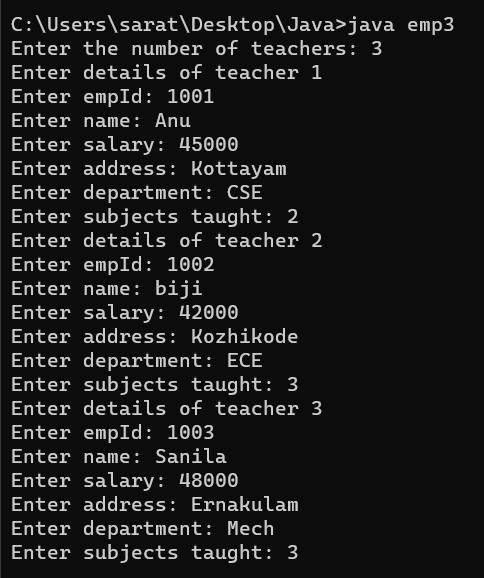 C:\Users\sarat\Desktop\Java>java emp3
Enter the number of teachers: 3
Enter details of teacher 1
Enter empId: 1001
Enter name: Anu
Enter salary: 45000
Enter address: Kottayam
Enter department: CSE
Enter subjects taught: 2
Enter details of teacher 2
Enter empId: 1002
Enter name: biji
Enter salary: 42000
Enter address: Kozhikode
Enter department: ECE
Enter subjects taught: 3
Enter details of teacher 3
Enter empId: 1003
Enter name: Sanila
Enter salary: 48000
Enter address: Ernakulam
Enter department: Mech
Enter subjects taught: 3